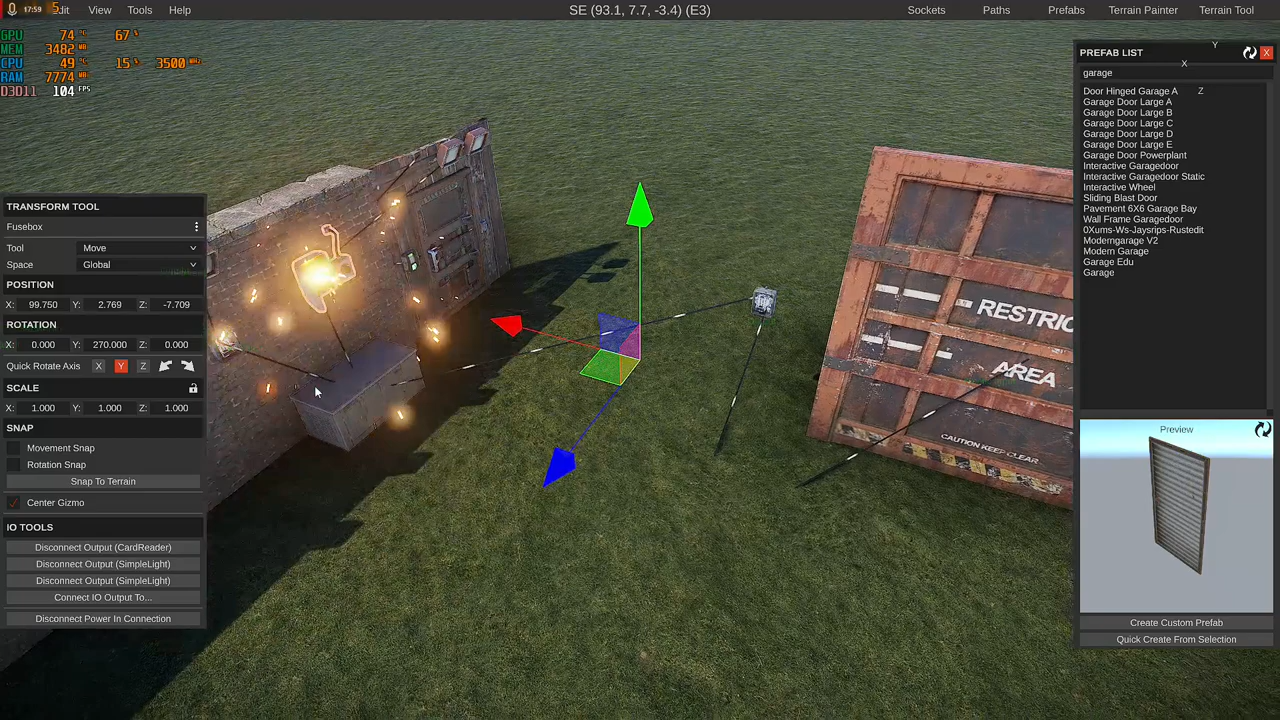 17:59
Edit View Tools Help
SE (93.1, 7.7, -3.4) (E3)
Sockets Paths Prefabs Terrain Painter Terrain Tool
GPU 74 °C 67 %
MEM 3482 MB
CPU 49 °C 15 % 3500 MHz
RAM 7774 MB
D3D11 104 FPS
TRANSFORM TOOL
Fusebox
Tool Move
Space Global
POSITION
X: 99.750 Y: 2.769 Z: -7.709
ROTATION
X: 0.000 Y: 270.000 Z: 0.000
Quick Rotate Axis X Y Z
SCALE
X: 1.000 Y: 1.000 Z: 1.000
SNAP
Movement Snap
Rotation Snap
Snap To Terrain
Center Gizmo
IO TOOLS
Disconnect Output (CardReader)
Disconnect Output (SimpleLight)
Disconnect Output (SimpleLight)
Connect IO Output To...
Disconnect Power In Connection
RESTRIC
AREA
CAUTION KEEP CLEAR
Y
PREFAB LIST X
X
garage
Door Hinged Garage A Z
Garage Door Large A
Garage Door Large B
Garage Door Large C
Garage Door Large D
Garage Door Large E
Garage Door Powerplant
Interactive Garagedoor
Interactive Garagedoor Static
Interactive Wheel
Sliding Blast Door
Pavement 6X6 Garage Bay
Wall Frame Garagedoor
0Xums-Ws-Jaysrips-Rustedit
Moderngarage V2
Modern Garage
Garage Edu
Garage
Preview
Create Custom Prefab
Quick Create From Selection